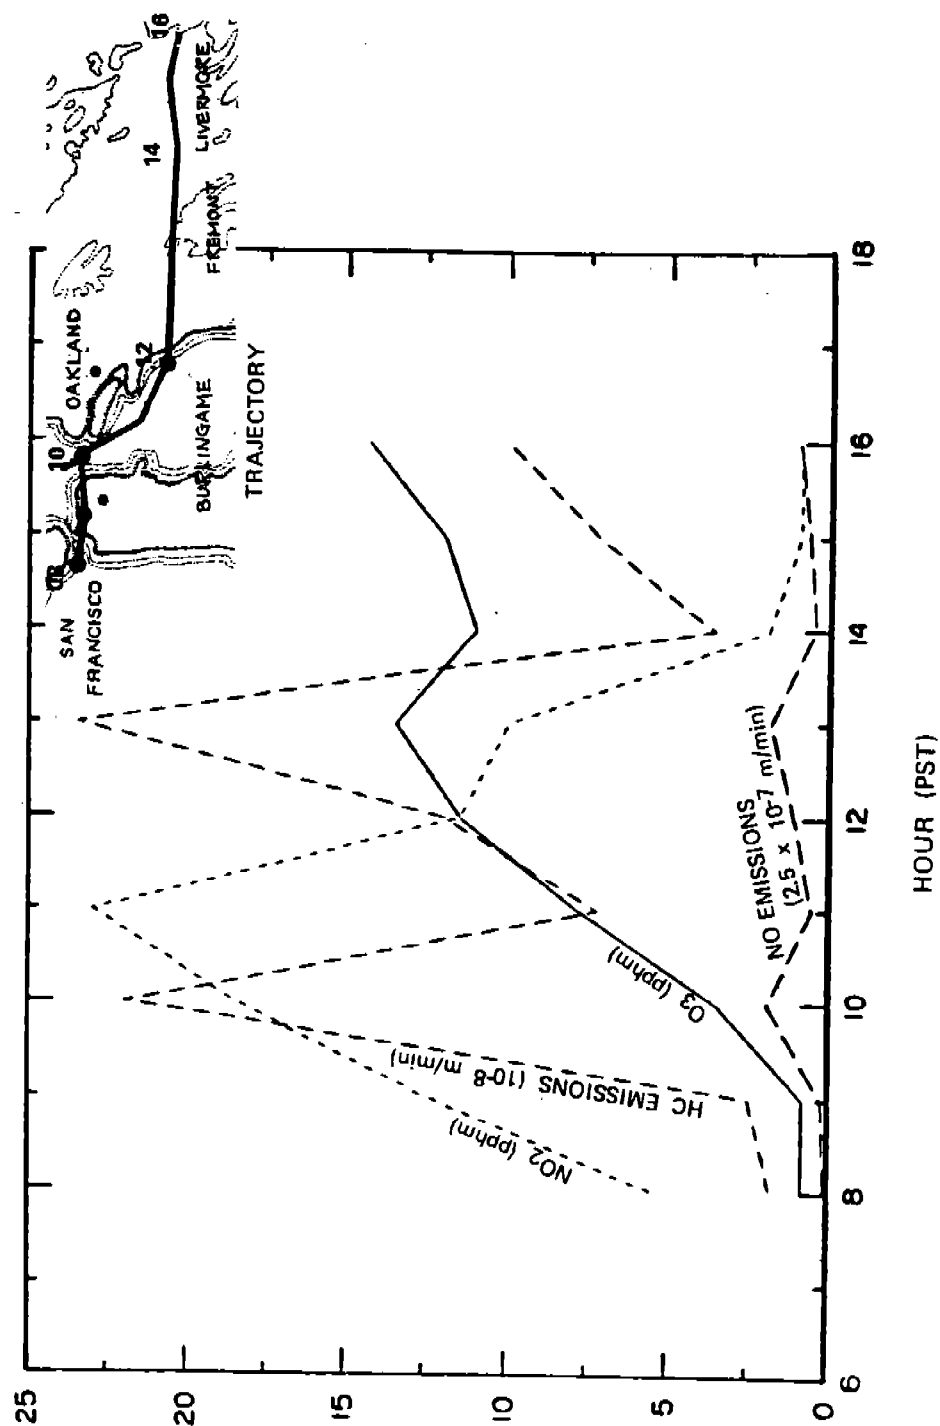 SAN
FRANCISCO
08
10
OAKLAND
12
BURLINGAME
FREMONT
14
LIVERMORE
16
TRAJECTORY
25
20
15
10
5
0
6
8
10
12
14
16
18
HOUR (PST)
NO2 (pphm)
HC EMISSIONS (10-8 m/min)
O3 (pphm)
NO EMISSIONS
(2.5 x 10-7 m/min)